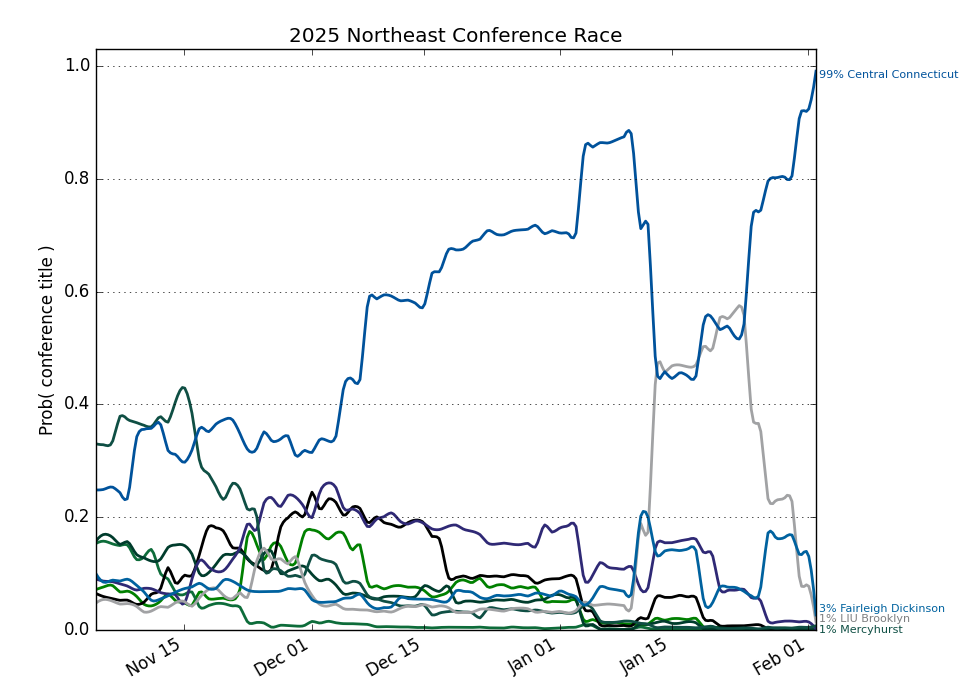 2025 Northeast Conference Race
1.0
0.8
0.6
0.4
0.2
0.0
Prob( conference title )
99% Central Connecticut
3% Fairleigh Dickinson
1% LIU Brooklyn
1% Mercyhurst
Nov 15
Dec 01
Dec 15
Jan 01
Jan 15
Feb 01